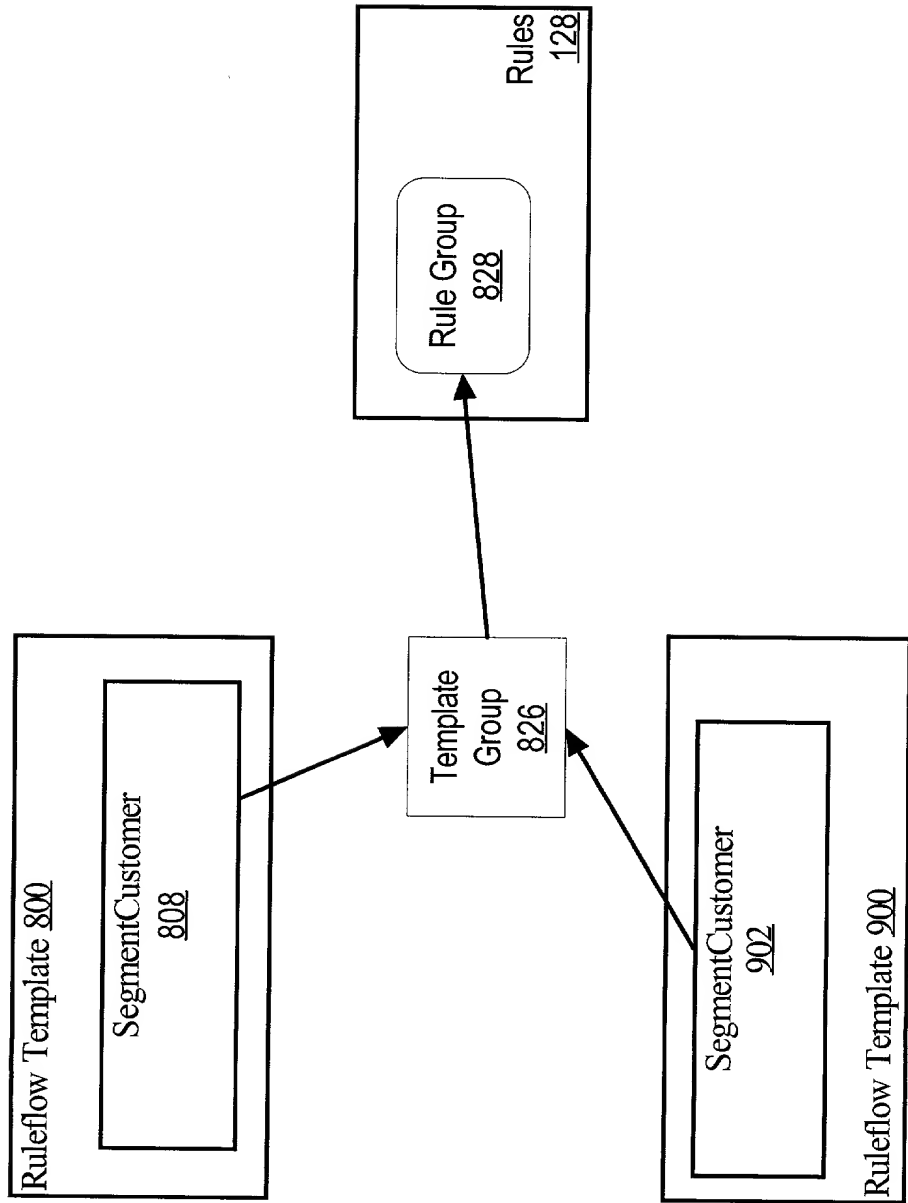 Ruleflow Template 800
SegmentCustomer
808
Template
Group
826
Rule Group
828
Rules
128
SegmentCustomer
902
Ruleflow Template 900